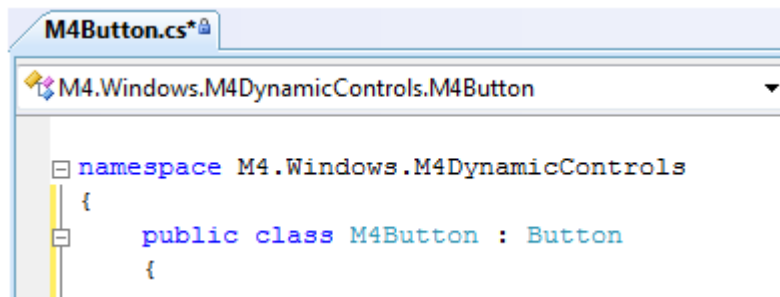 M4Button.cs*
M4.Windows.M4DynamicControls.M4Button
namespace M4.Windows.M4DynamicControls
{
public class M4Button : Button
{